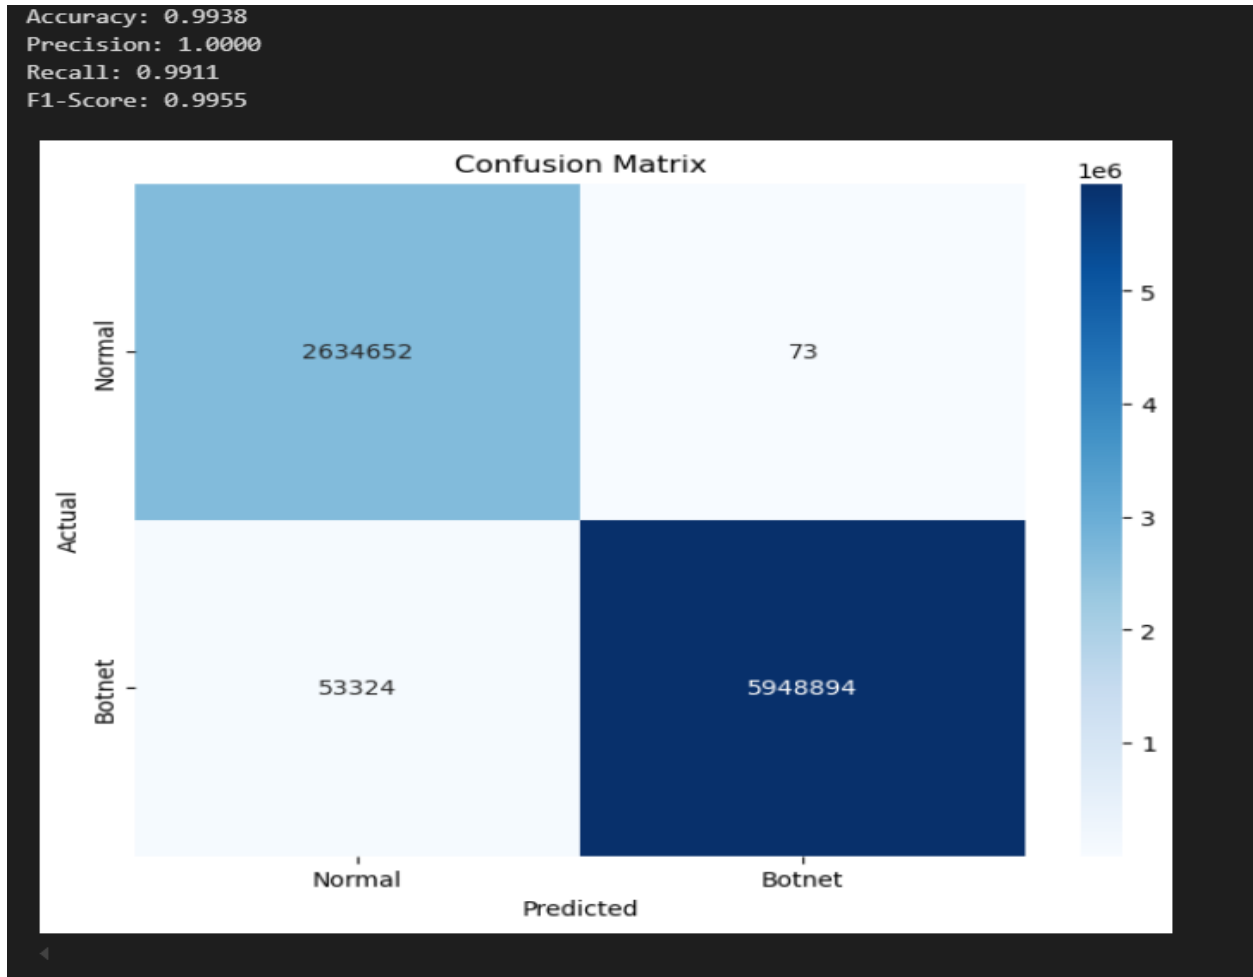 Accuracy: 0.9938
Precision: 1.0000
Recall: 0.9911
F1-Score: 0.9955
Confusion Matrix
1e6
Normal
2634652
73
5
4
3
Actual
2
Botnet
53324
5948894
1
Normal
Botnet
Predicted